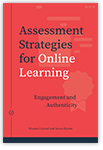 Assessment
Strategies
for Online
Learning
Engagement and
Authenticity